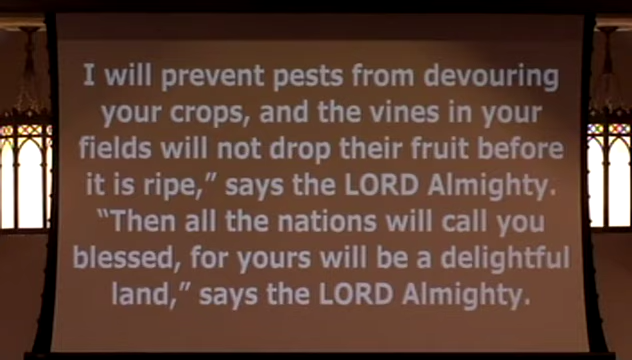 I will prevent pests from devouring
your crops, and the vines in your
fields will not drop their fruit before
it is ripe,” says the LORD Almighty.
“Then all the nations will call you
blessed, for yours will be a delightful
land,” says the LORD Almighty.